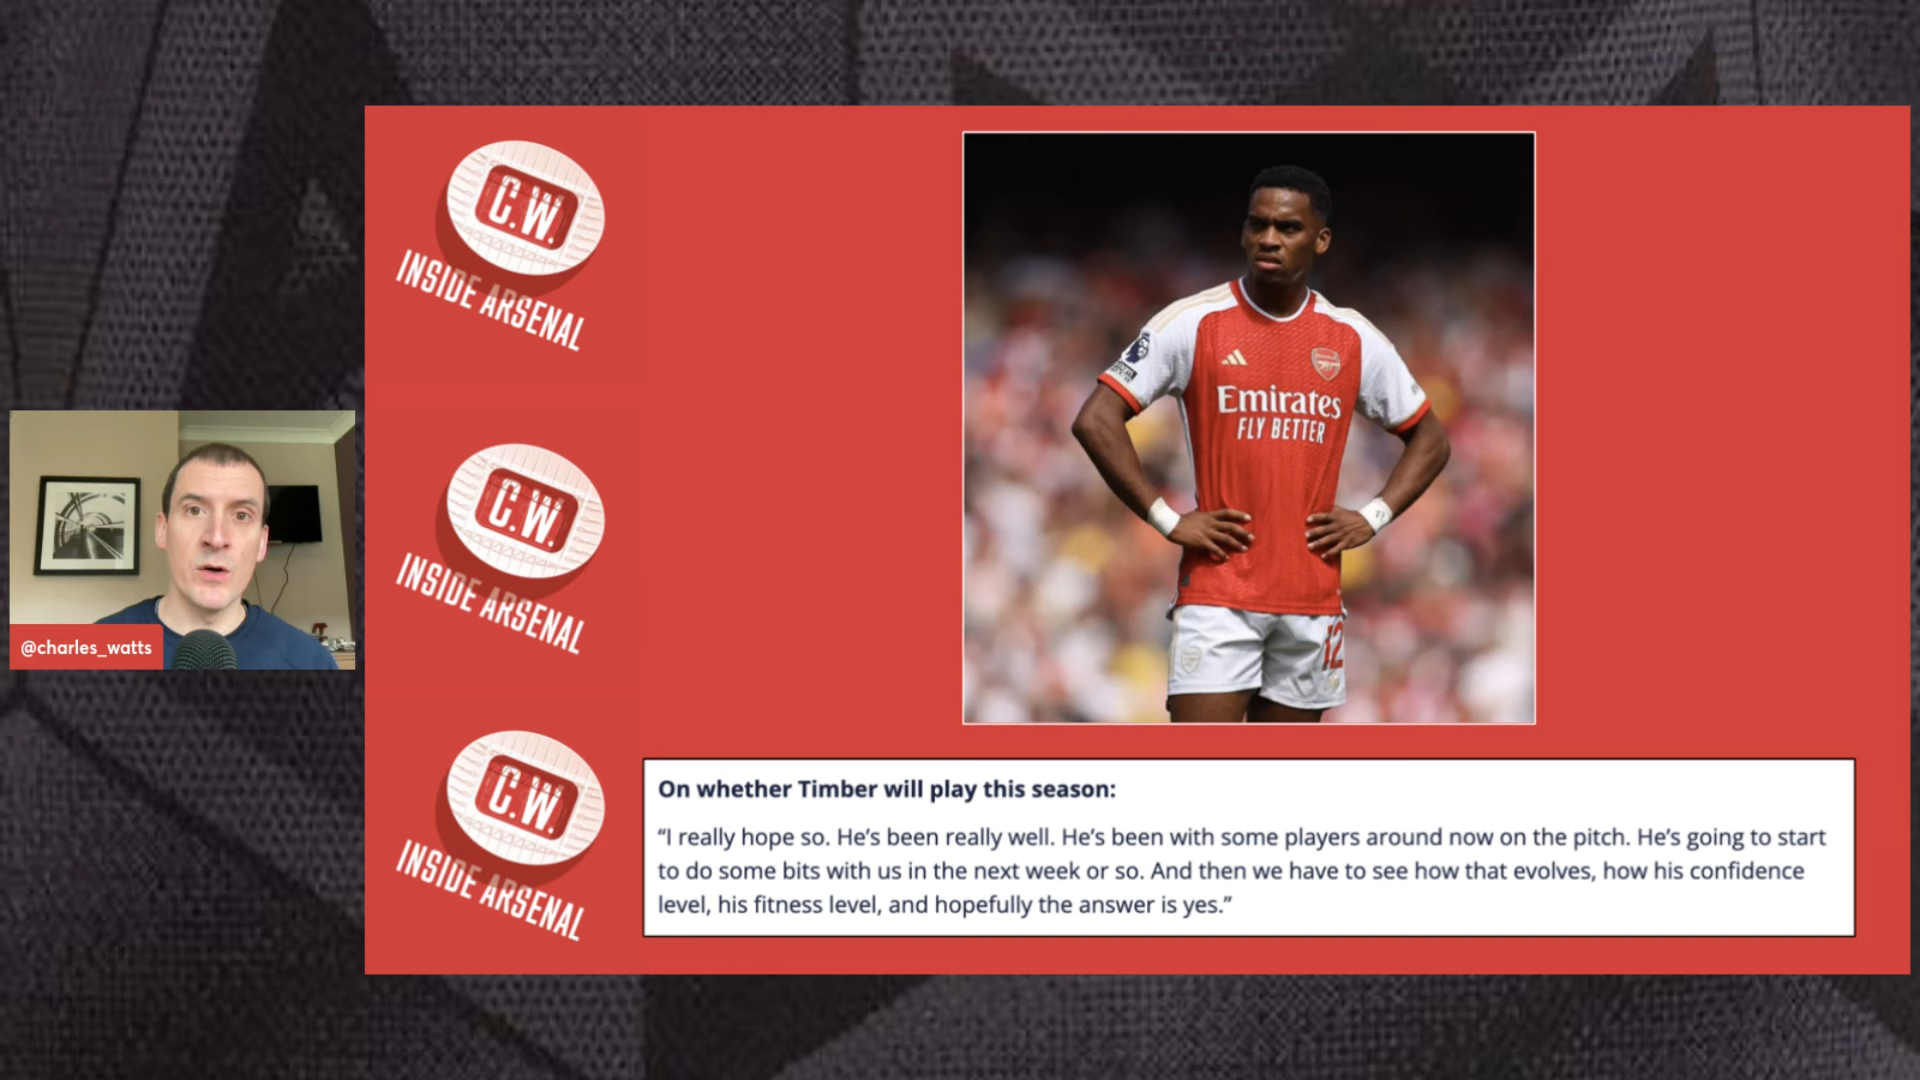 C.W.
INSIDE ARSENAL
Emirates
FLY BETTER
12
C.W.
INSIDE ARSENAL
@charles_watts
C.W.
INSIDE ARSENAL
On whether Timber will play this season:
“I really hope so. He’s been really well. He’s been with some players around now on the pitch. He’s going to start
to do some bits with us in the next week or so. And then we have to see how that evolves, how his confidence
level, his fitness level, and hopefully the answer is yes.”